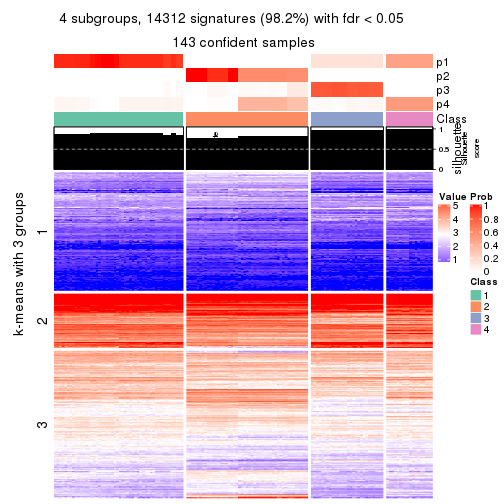 4 subgroups, 14312 signatures (98.2%) with fdr < 0.05
143 confident samples
p1
p2
p3
p4
Class
silhouette
Silhouette
score
1
0.5
0
k-means with 3 groups
1
2
3
Value
5
4
3
2
1
Prob
1
0.8
0.6
0.4
0.2
0
Class
1
2
3
4